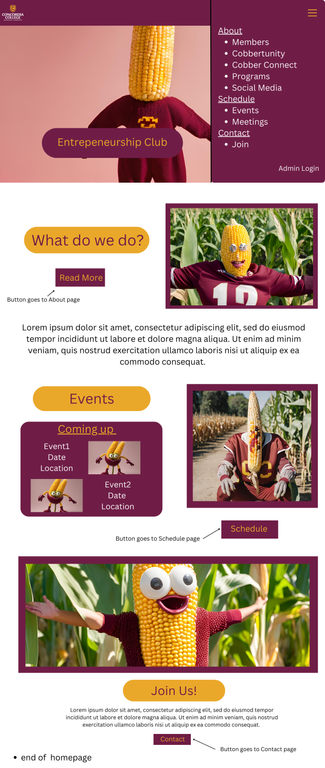 CONCORDIA
COLLEGE
About
Members
Cobbertunity
Cobber Connect
Programs
Social Media
Schedule
Events
Meetings
Contact
Join
Admin Login
Entrepeneurship Club
What do we do?
Read More
Button goes to About page
Lorem ipsum dolor sit amet, consectetur adipiscing elit, sed do eiusmod
tempor incididunt ut labore et dolore magna aliqua. Ut enim ad minim
veniam, quis nostrud exercitation ullamco laboris nisi ut aliquip ex ea
commodo consequat.
Events
Coming up
Event1
Date
Location
Event2
Date
Location
Schedule
Button goes to Schedule page
Join Us!
Lorem ipsum dolor sit amet, consectetur adipiscing elit, sed do eiusmod tempor
incididunt ut labore et dolore magna aliqua. Ut enim ad minim veniam, quis nostrud
exercitation ullamco laboris nisi ut aliquip ex ea commodo consequat.
Contact
Button goes to Contact page
end of homepage